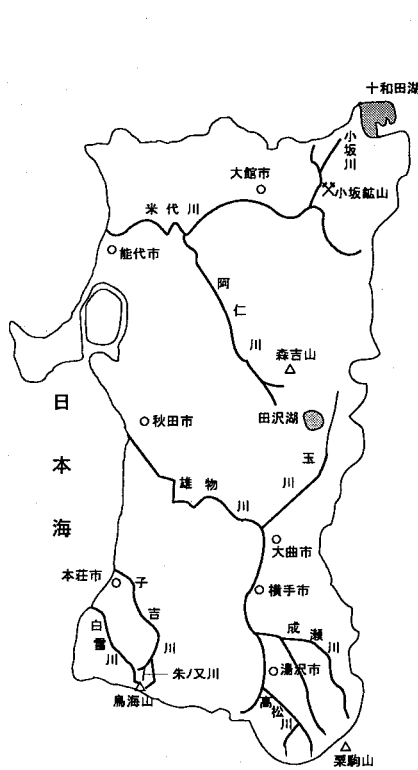 十和田湖
小坂川
大館市
小坂鉱山
米代川
能代市
阿仁川
森吉山
日本海
秋田市
田沢湖
玉川
雄物川
大曲市
本荘市
子吉川
横手市
成瀬川
白雪川
朱ノ又川
湯沢市
鳥海山
高松川
栗駒山